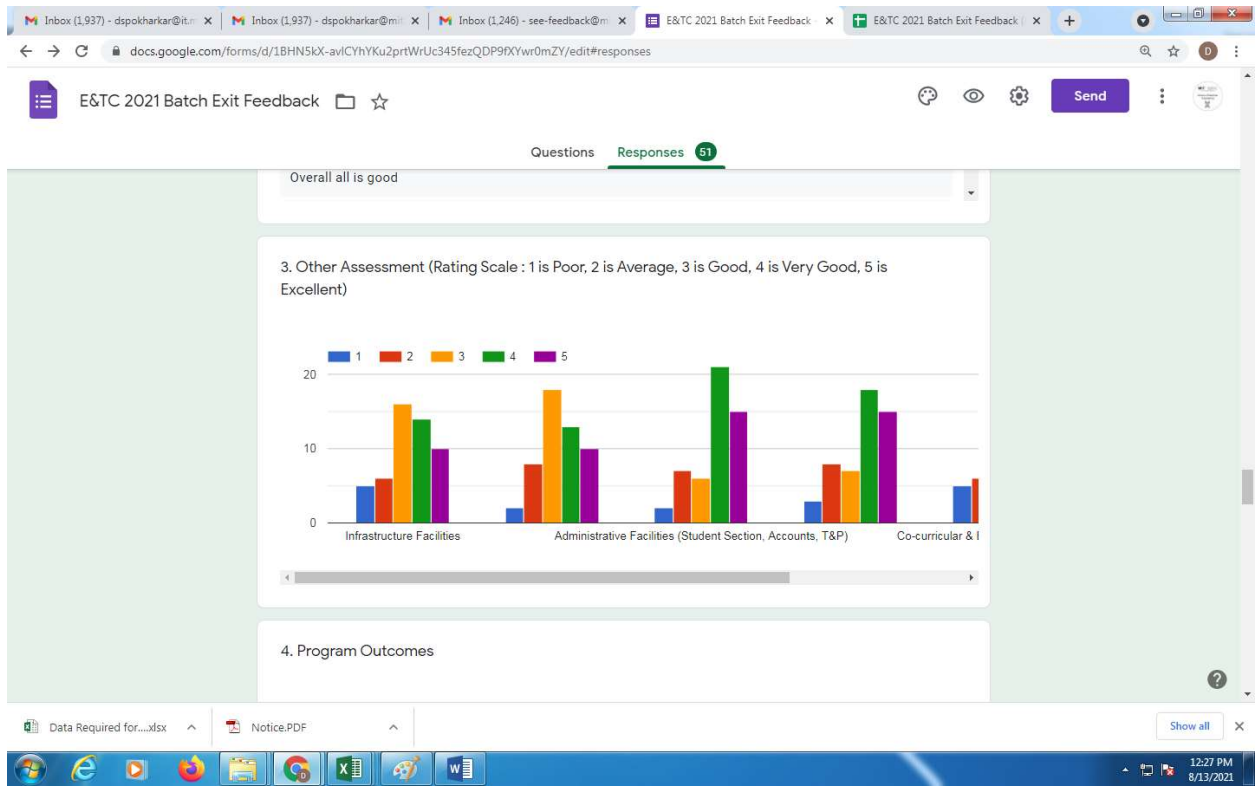 Inbox (1,937) - dspokharkar@it.m
Inbox (1,937) - dspokharkar@mit
Inbox (1,246) - see-feedback@m
E&TC 2021 Batch Exit Feedback -
E&TC 2021 Batch Exit Feedback (
docs.google.com/forms/d/1BHN5kX-avlCYhYKu2prtWrUc345fezQDP9fXYwr0mZY/edit#responses
D
E&TC 2021 Batch Exit Feedback
Send
Questions Responses 51
Overall all is good
3. Other Assessment (Rating Scale : 1 is Poor, 2 is Average, 3 is Good, 4 is Very Good, 5 is
Excellent)
1 2 3 4 5
20
10
0
Infrastructure Facilities
Administrative Facilities (Student Section, Accounts, T&P)
Co-curricular &
4. Program Outcomes
Data Required for....xlsx
Notice.PDF
Show all
12:27 PM
8/13/2021